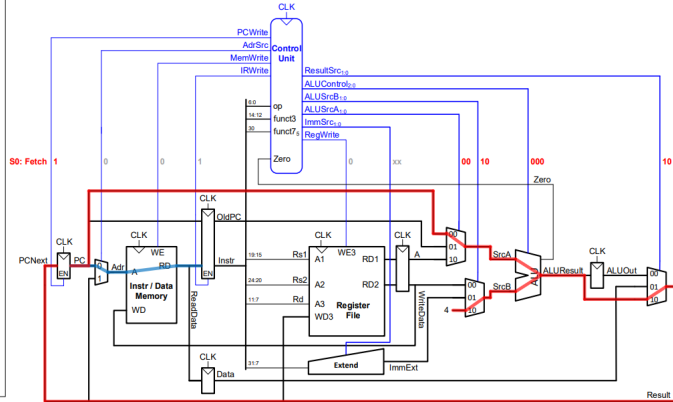 CLK
PCWrite
AdrSrc
MemWrite
IRWrite
Control
Unit
ResultSrc1:0
ALUControl2:0
ALUSrcB1:0
ALUSrcA1:0
ImmSrc1:0
RegWrite
6:0 op
14:12 funct3
30 funct75
Zero
S0: Fetch 1 0 0 1 0 xx 00 10 000 10
Zero
CLK CLK CLK CLK CLK CLK
OldPC
PCNext PC EN 0 1 Adr
WE
A RD
Instr / Data
Memory
WD
ReadData
EN
Instr
19:15 Rs1 A1
24:20 Rs2 A2
11:7 Rd A3
WD3
WE3
RD1
RD2
Register
File
A
WriteData
00
01
10
SrcA
00
01
4 10
SrcB
ALU
ALUResult
ALUOut
00
01
10
CLK
Data
31:7
Extend
ImmExt
Result